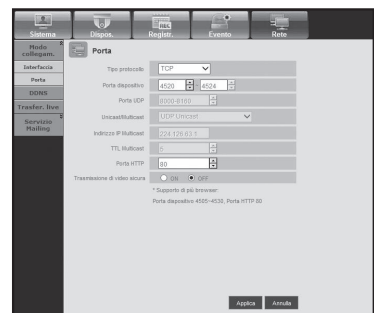 Sistema Dispos. REC Registr. Evento Rete
Modo collegam.
Interfaccia
Porta
DDNS
Trasfer. live
Servizio Mailing
Porta
Tipo protocollo TCP
Porta dispositivo 4520 - 4524
Porta UDP 8000-8160
Unicast/Multicast UDP Unicast
Indirizzo IP Multicast 224.126.63.1
TTL Multicast 5
Porta HTTP 80
Trasmissione di video sicura ON OFF
* Supporto di più browser:
Porta dispositivo 4505~4530, Porta HTTP 80
Applica Annulla